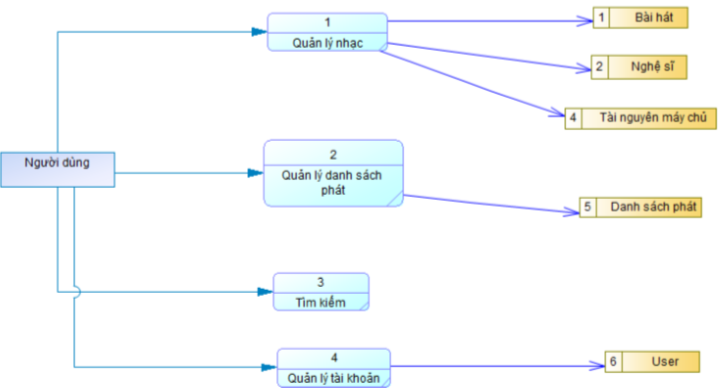 1
Quản lý nhạc
1 Bài hát
2 Nghệ sĩ
4 Tài nguyên máy chủ
Người dùng
2
Quản lý danh sách
phát
5 Danh sách phát
3
Tìm kiếm
4
Quản lý tài khoản
6 User